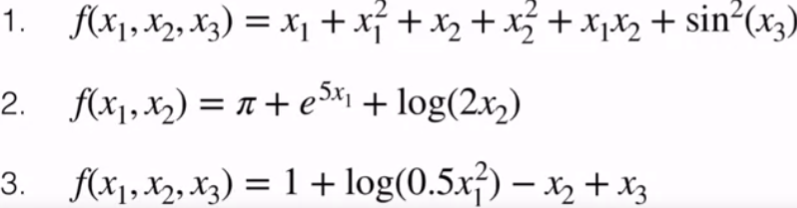 1. f(x₁, x₂, x₃) = x₁ + x₁² + x₂ + x₂² + x₁x₂ + sin²(x₃)
2. f(x₁, x₂) = π + e^{5x₁} + log(2x₂)
3. f(x₁, x₂, x₃) = 1 + log(0.5x₁²) − x₂ + x₃